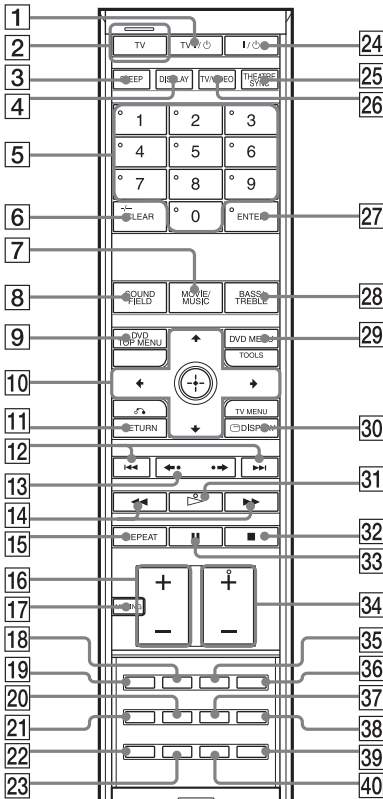 1
2
TV
TV I/⏻
I/⏻
24
3
SLEEP
DISPLAY
TV/VIDEO
THEATRE
SYNC
25
4
26
5
1
2
3
4
5
6
7
8
9
6
-/--
CLEAR
0
ENTER
27
7
8
SOUND
FIELD
MOVIE/
MUSIC
BASS/
TREBLE
28
9
DVD
TOP MENU
DVD MENU
29
TOOLS
10
11
RETURN
TV MENU
DISPLAY
30
12
13
31
14
15
REPEAT
32
33
16
+
+
17
MUTING
34
−
−
18
35
19
36
20
37
21
38
22
39
23
40